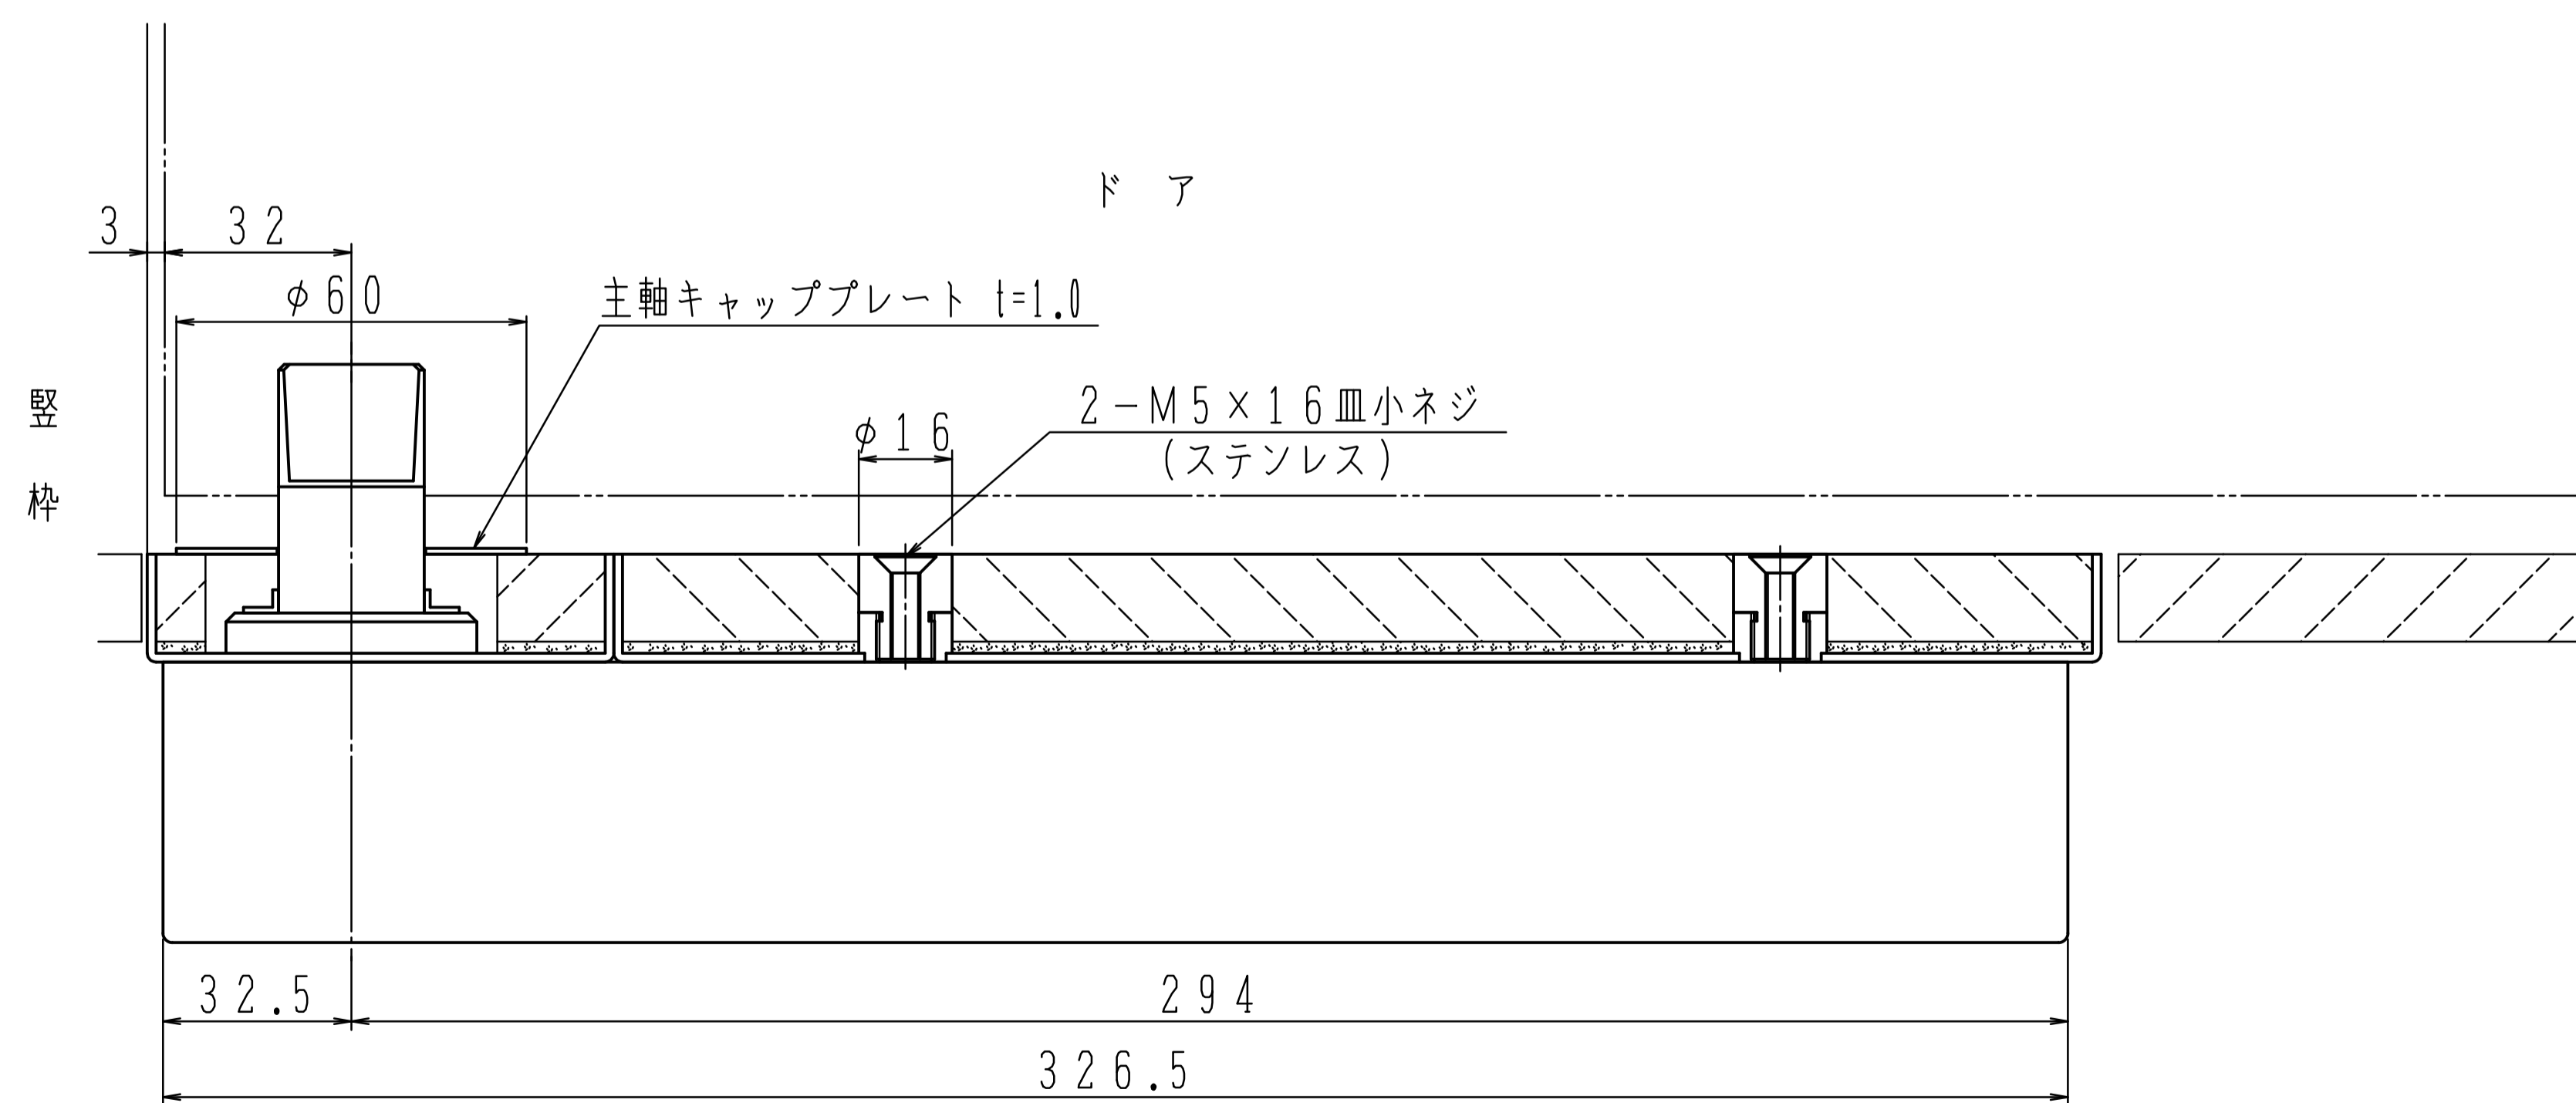 ドア
3
32
φ60
主軸キャッププレート t=1.0
2-M5×16皿小ネジ
(ステンレス)
φ16
竪枠
32.5
294
326.5